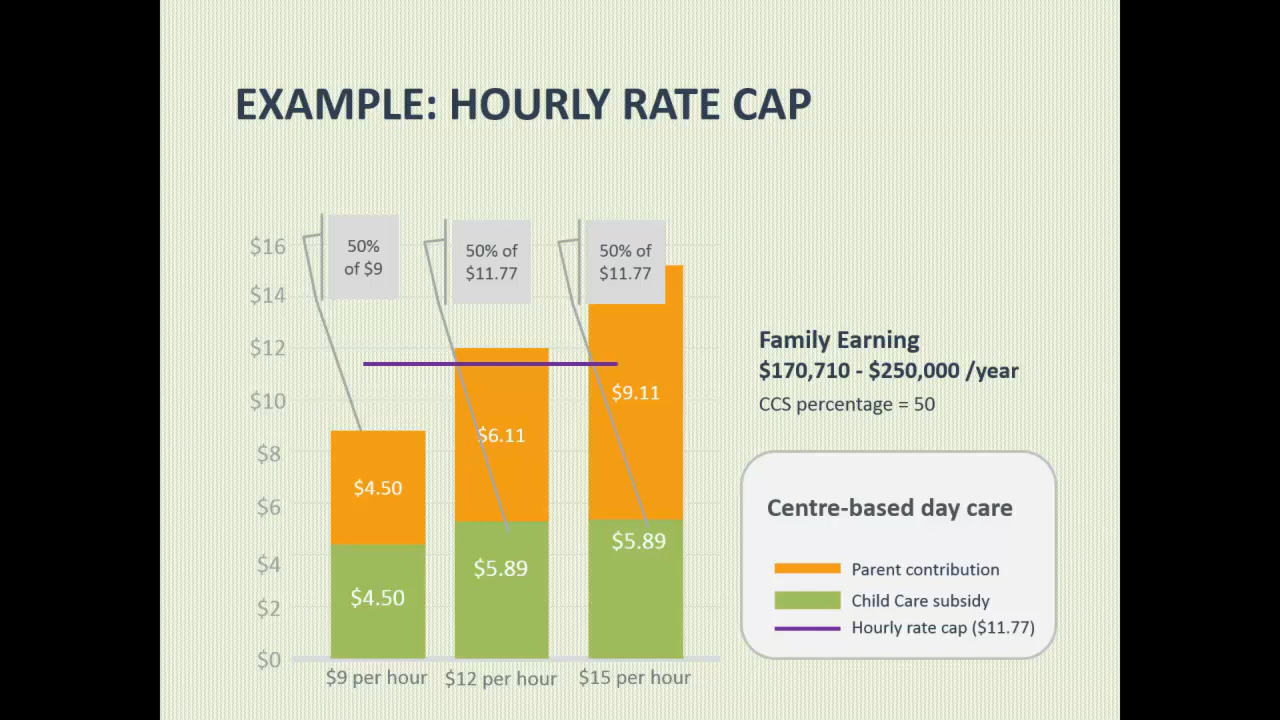 EXAMPLE: HOURLY RATE CAP
$16
$14
$12
$10
$8
$6
$4
$2
$0
50%
of $9
50% of
$11.77
50% of
$11.77
$4.50
$4.50
$6.11
$5.89
$9.11
$5.89
$9 per hour
$12 per hour
$15 per hour
Family Earning
$170,710 - $250,000 /year
CCS percentage = 50
Centre-based day care
Parent contribution
Child Care subsidy
Hourly rate cap ($11.77)